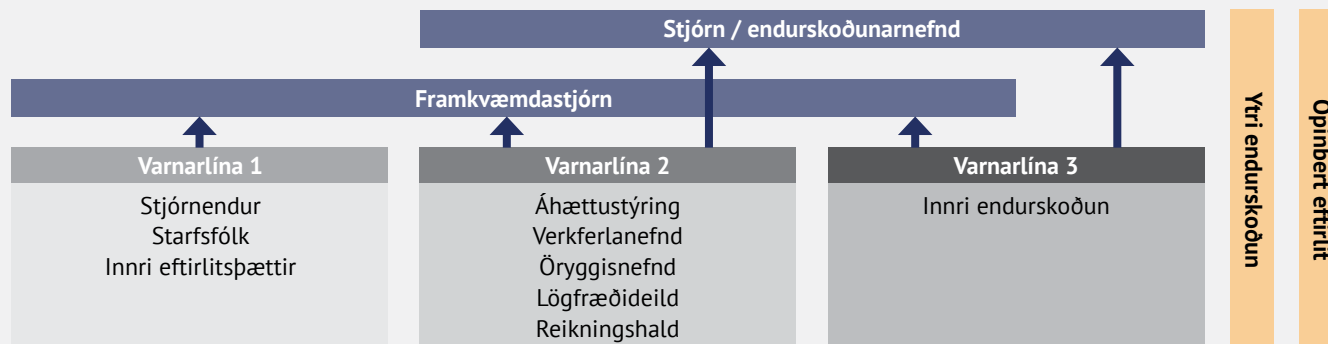 Stjórn / endurskoðunarnefnd
Framkvæmdastjórn
Varnarlína 1
Stjórnendur
Starfsfólk
Innri eftirlitsþættir
Varnarlína 2
Áhættustýring
Verkferlanefnd
Öryggisnefnd
Lögfræðideild
Reikningshald
Varnarlína 3
Innri endurskoðun
Ytri endurskoðun
Opinbert eftirlit